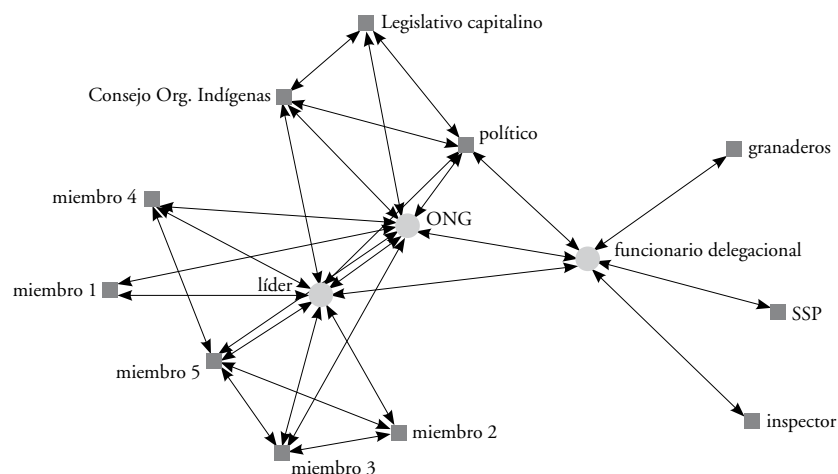 Legislativo capitalino
Consejo Org. Indígenas
político
granaderos
miembro 4
ONG
funcionario delegacional
líder
miembro 1
SSP
miembro 5
inspector
miembro 2
miembro 3